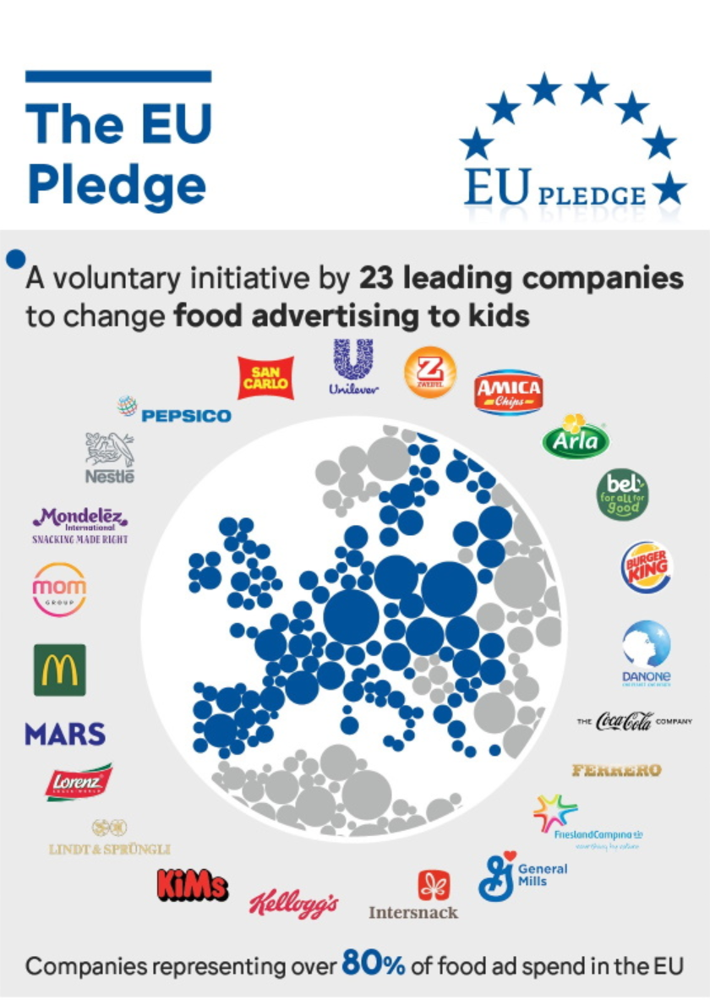 The EU
Pledge
EU PLEDGE
A voluntary initiative by 23 leading companies
to change food advertising to kids
SAN
CARLO
Unilever
Z
ZWEIFEL
AMICA
Chips
PEPSICO
Arla
Nestlé
bel
for all for
good
Mondelēz
International
SNACKING MADE RIGHT
BURGER
KING
mom
GROUP
M
DANONE
MARS
THE Coca-Cola COMPANY
Lorenz
FERRERO
FrieslandCampina
nourishing by nature
LINDT & SPRÜNGLI
KiMs
Kellogg's
Intersnack
G
General
Mills
Companies representing over 80% of food ad spend in the EU